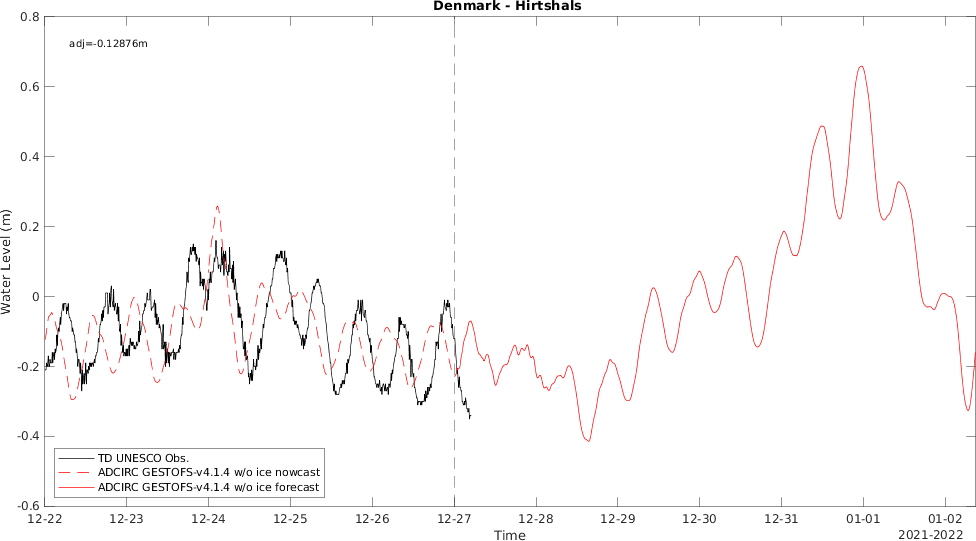 Denmark - Hirtshals
0.8
adj=-0.12876m
0.6
0.4
0.2
0
-0.2
-0.4
-0.6
Water Level (m)
TD UNESCO Obs.
ADCIRC GESTOFS-v4.1.4 w/o ice nowcast
ADCIRC GESTOFS-v4.1.4 w/o ice forecast
12-22 12-23 12-24 12-25 12-26 12-27 12-28 12-29 12-30 12-31 01-01 01-02
Time
2021-2022